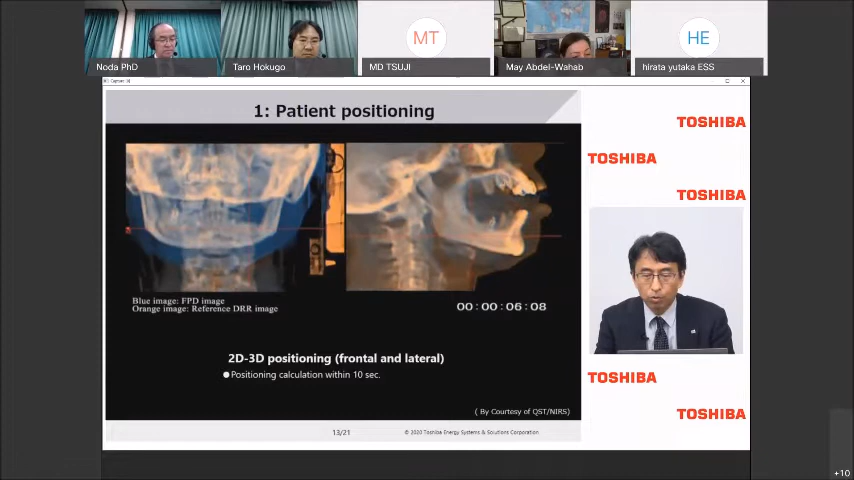 Noda PhD
Taro Hokugo
MT
MD TSUJI
May Abdel-Wahab
HE
hirata yutaka ESS
1: Patient positioning
Blue image: FPD image
Orange image: Reference DRR image
00:00:06:08
2D-3D positioning (frontal and lateral)
Positioning calculation within 10 sec.
( By Courtesy of QST/NIRS)
13/21
© 2020 Toshiba Energy Systems & Solutions Corporation
TOSHIBA
TOSHIBA
TOSHIBA
TOSHIBA
TOSHIBA
+10